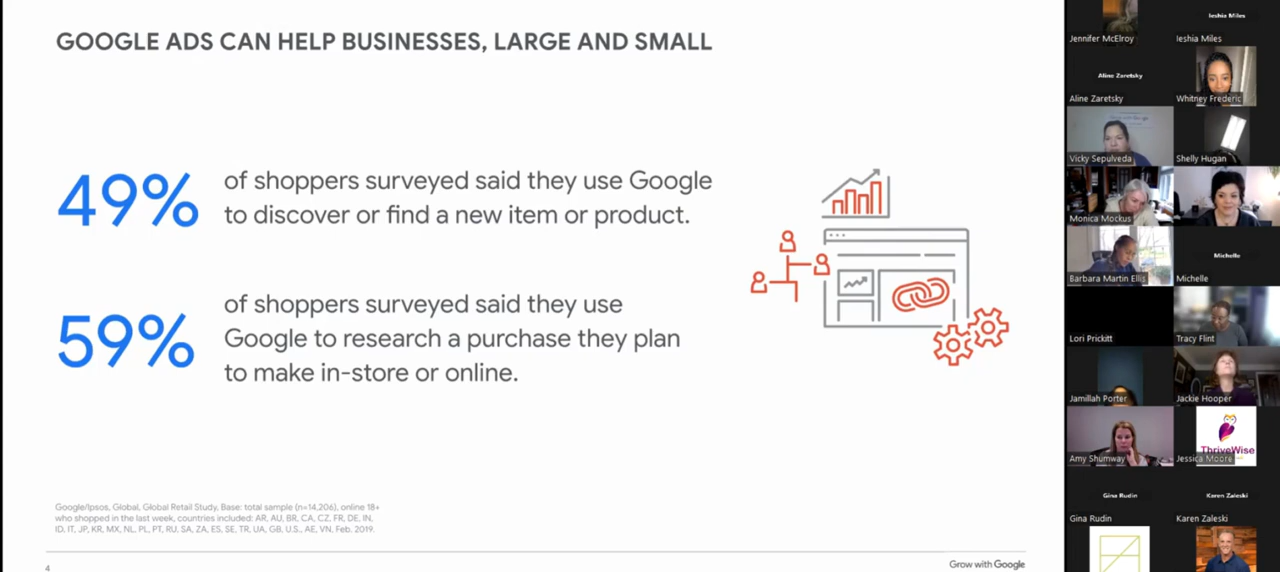 GOOGLE ADS CAN HELP BUSINESSES, LARGE AND SMALL
49%
of shoppers surveyed said they use Google
to discover or find a new item or product.
59%
of shoppers surveyed said they use
Google to research a purchase they plan
to make in-store or online.
Google/Ipsos, Global, Global Retail Study, Base: total sample (n=14,206), online 18+
who shopped in the last week, countries included: AR, AU, BR, CA, CZ, FR, DE, IN,
ID, IT, JP, KR, MX, NL, PL, PT, RU, SA, ZA, ES, SE, TR, UA, GB, U.S., AE, VN, Feb. 2019.
4
Grow with Google
Ieshia Miles
Jennifer McElroy
Ieshia Miles
Aline Zaretsky
Aline Zaretsky
Whitney Frederic
Vicky Sepulveda
Shelly Hugan
Monica Mockus
Barbara Martin Ellis
Michelle
Michelle
Lori Prickitt
Tracy Flint
Jamillah Porter
Jackie Hooper
Amy Shumway
ThriveWise
Jessica Moore
Gina Rudin
Karen Zaleski
Gina Rudin
Karen Zaleski